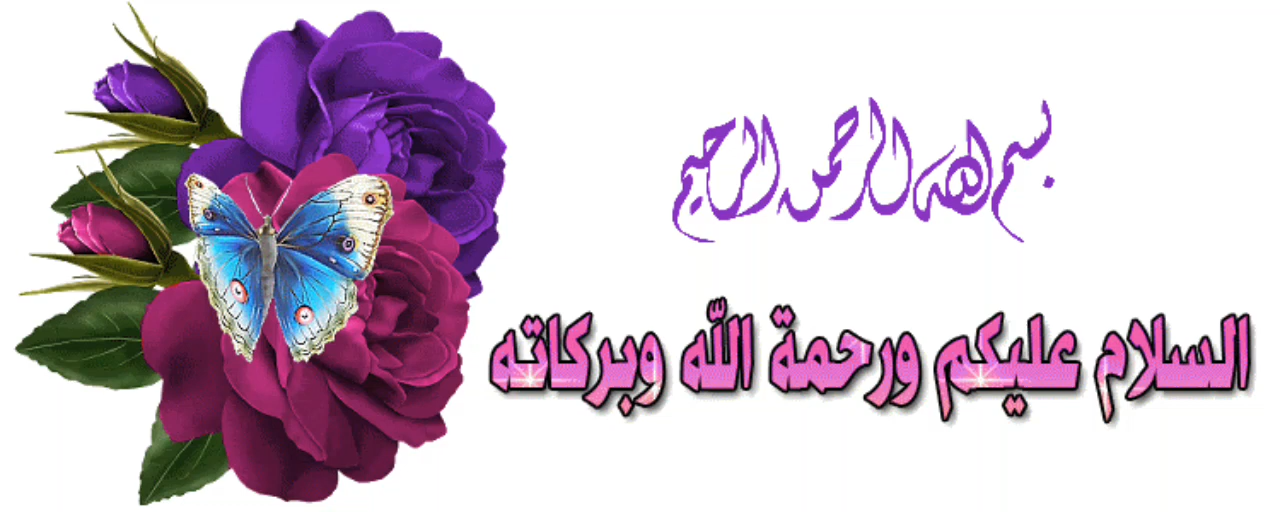 بسم الله الرحمن الرحيم
السلام عليكم ورحمة الله وبركاته